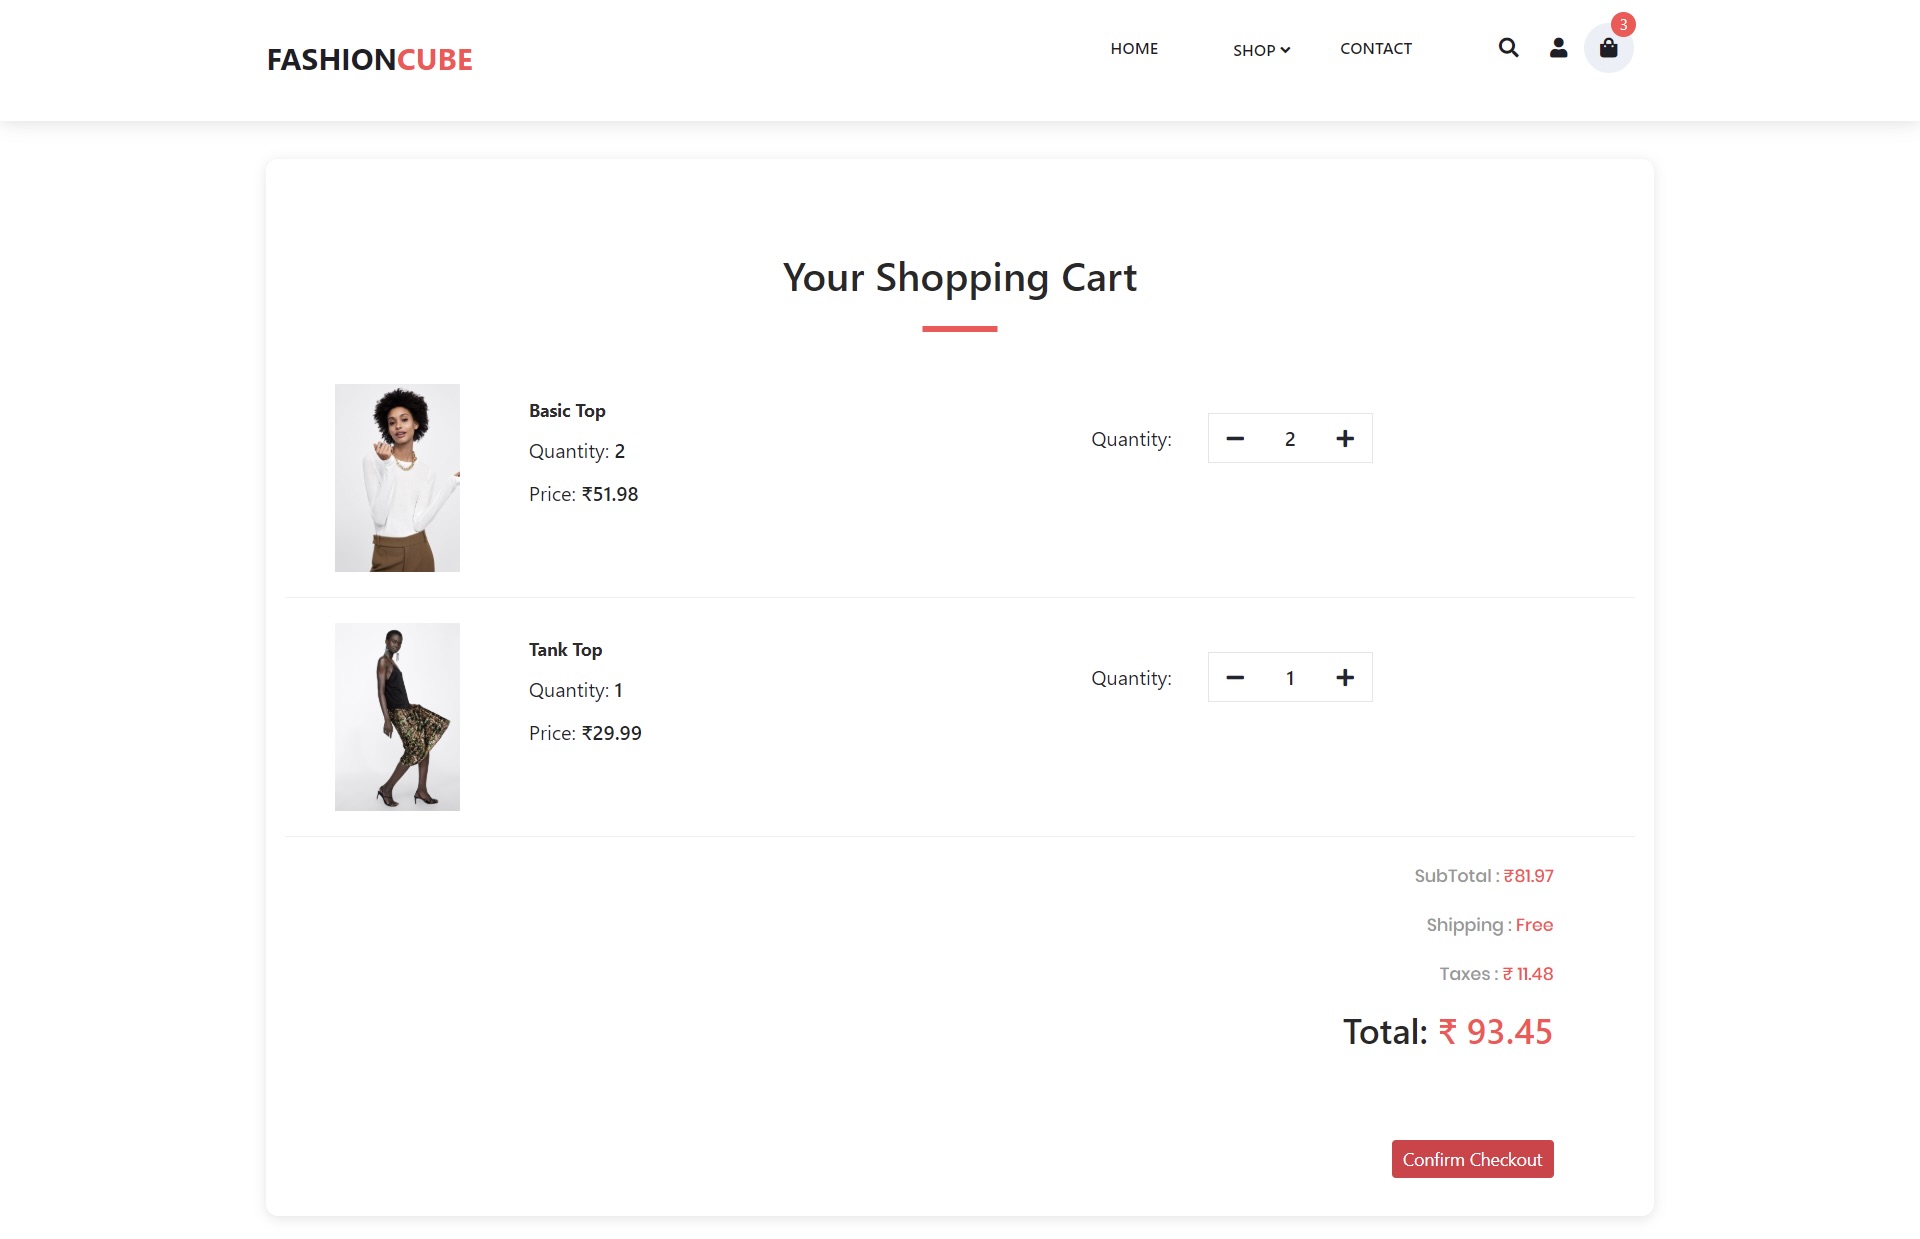 FASHIONCUBE
HOME
SHOP
CONTACT
3
Your Shopping Cart
Basic Top
Quantity: 2
Price: ₹51.98
Quantity:
2
Tank Top
Quantity: 1
Price: ₹29.99
Quantity:
1
SubTotal : ₹81.97
Shipping : Free
Taxes : ₹ 11.48
Total: ₹ 93.45
Confirm Checkout